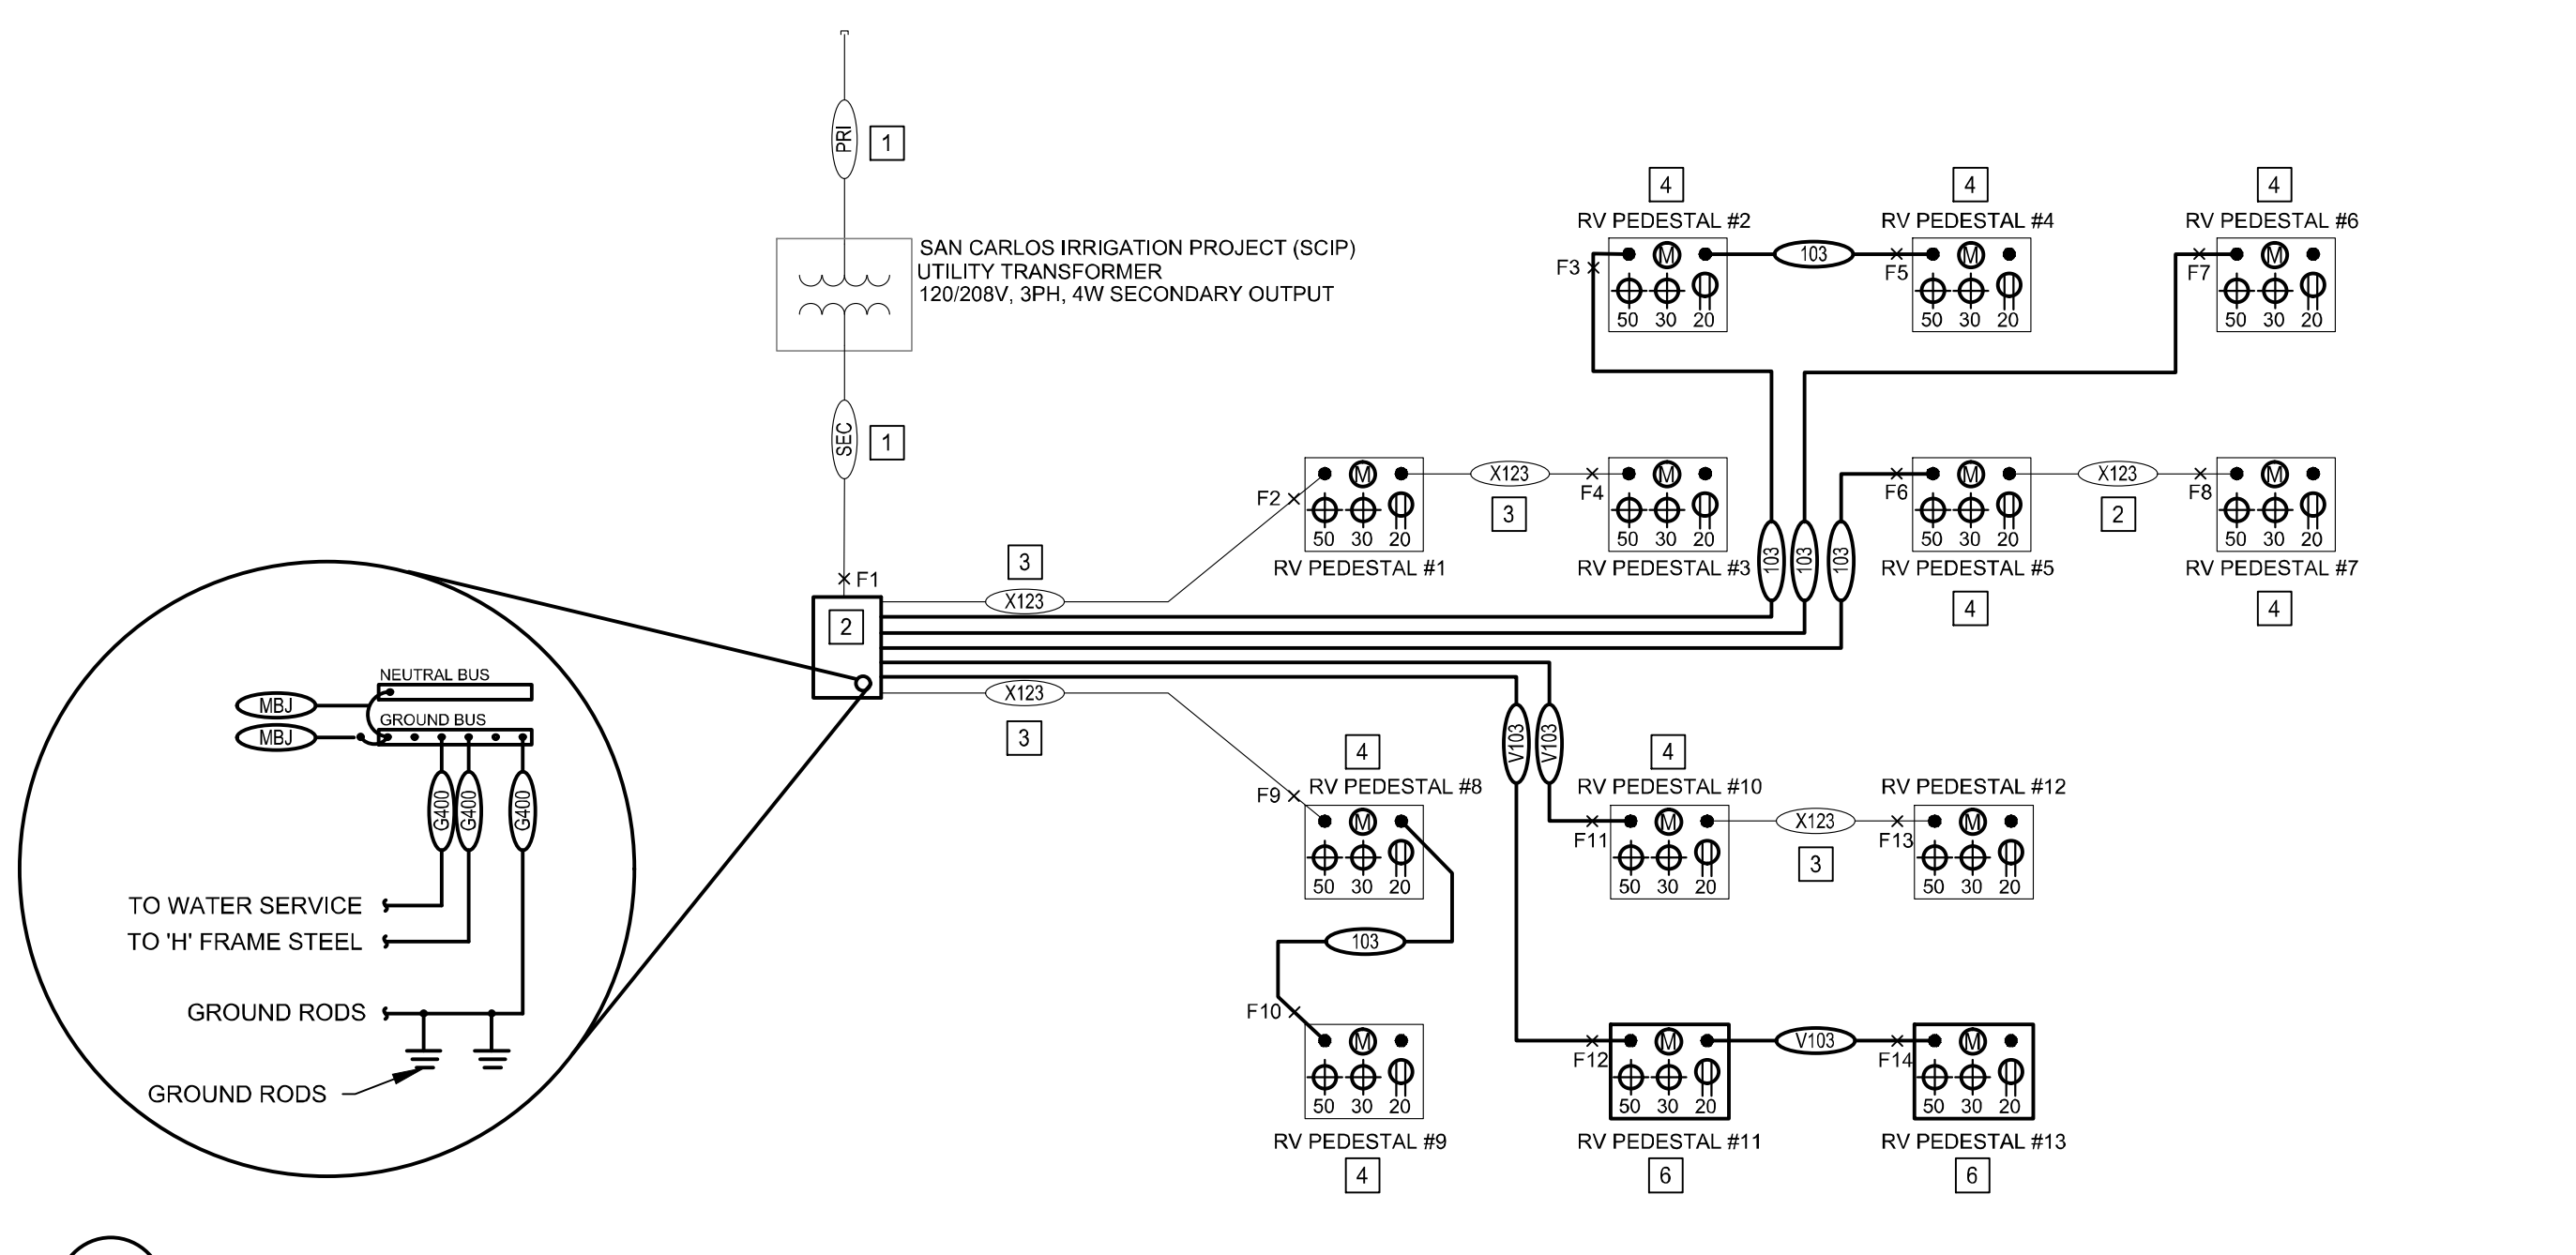 PRI
1
SAN CARLOS IRRIGATION PROJECT (SCIP)
UTILITY TRANSFORMER
120/208V, 3PH, 4W SECONDARY OUTPUT
SEC
1
F1
2
3
X123
X123
3
NEUTRAL BUS
MBJ
GROUND BUS
MBJ
G400
G400
G400
TO WATER SERVICE
TO 'H' FRAME STEEL
GROUND RODS
GROUND RODS
4
RV PEDESTAL #2
F3
M
50 30 20
103
4
RV PEDESTAL #4
F5
M
50 30 20
4
RV PEDESTAL #6
F7
M
50 30 20
F2
M
50 30 20
RV PEDESTAL #1
X123
3
F4
M
50 30 20
RV PEDESTAL #3
103
103
103
F6
M
50 30 20
RV PEDESTAL #5
4
X123
2
F8
M
50 30 20
RV PEDESTAL #7
4
4
RV PEDESTAL #8
F9
M
50 30 20
V103
V103
4
RV PEDESTAL #10
F11
M
50 30 20
X123
3
RV PEDESTAL #12
F13
M
50 30 20
103
F10
M
50 30 20
RV PEDESTAL #9
4
F12
M
50 30 20
RV PEDESTAL #11
6
V103
F14
M
50 30 20
RV PEDESTAL #13
6